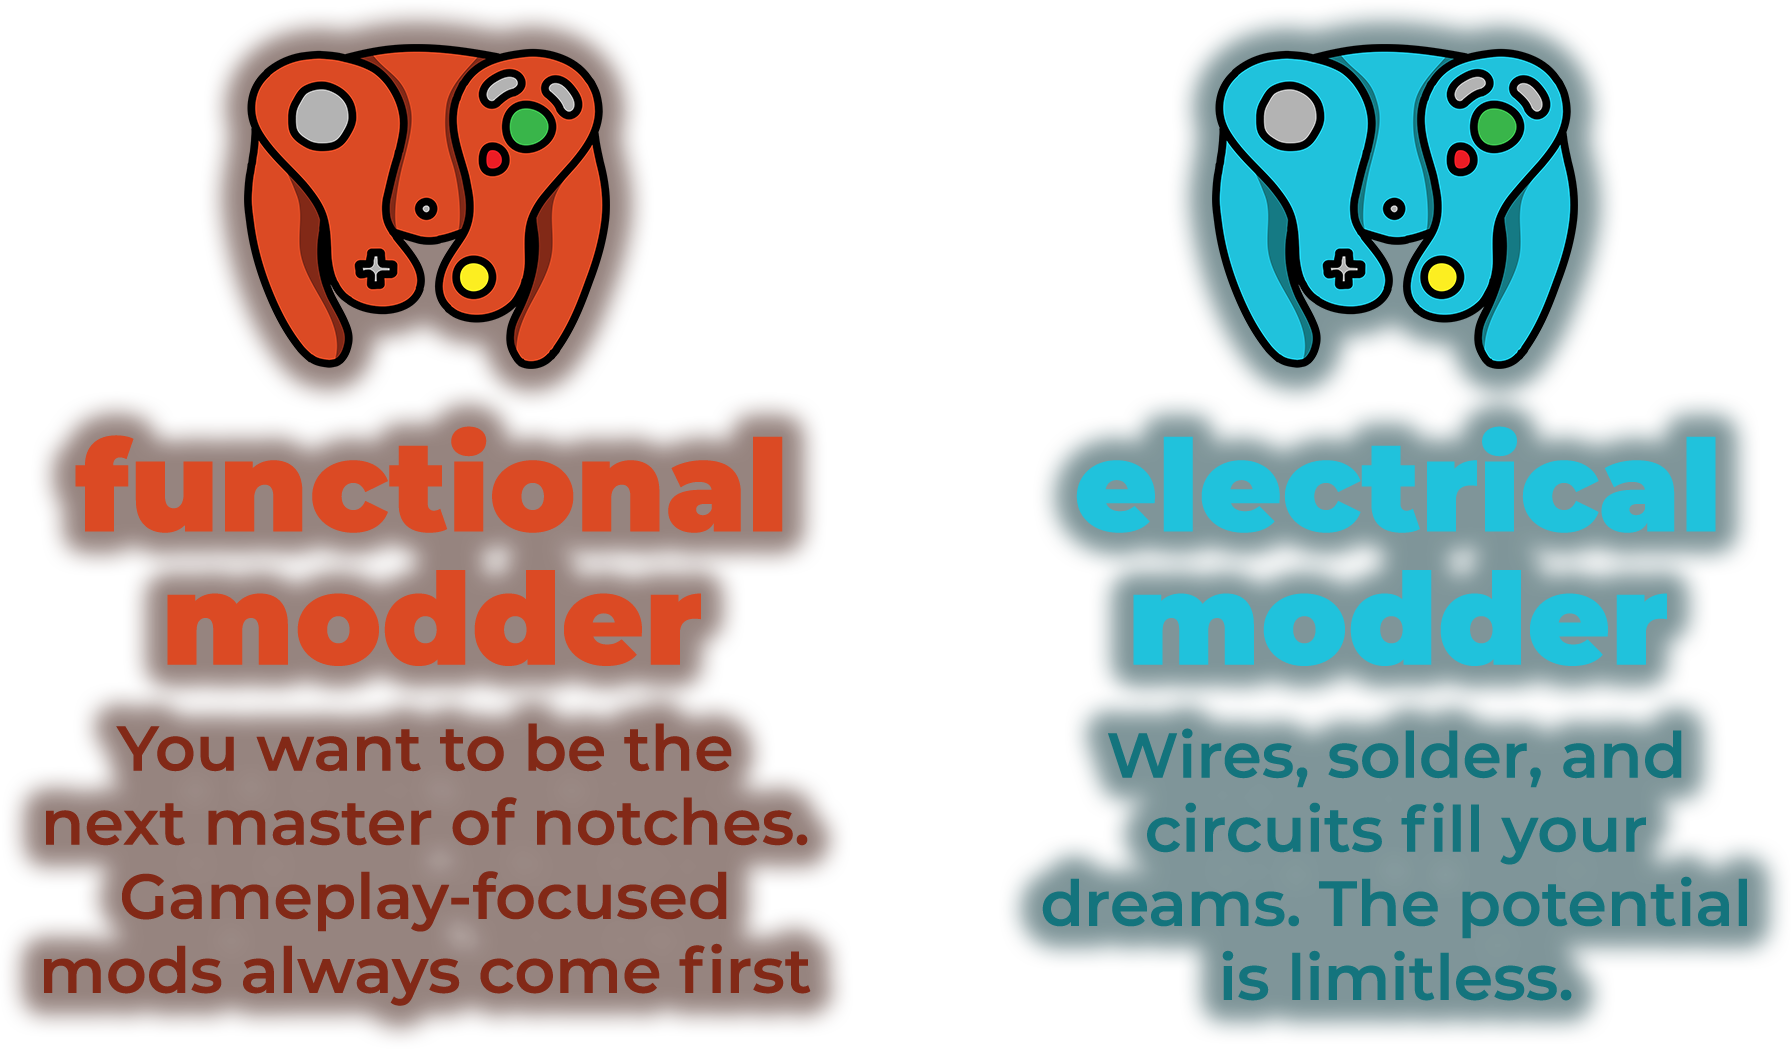 functional
modder
You want to be the
next master of notches.
Gameplay-focused
mods always come first
electrical
modder
Wires, solder, and
circuits fill your
dreams. The potential
is limitless.